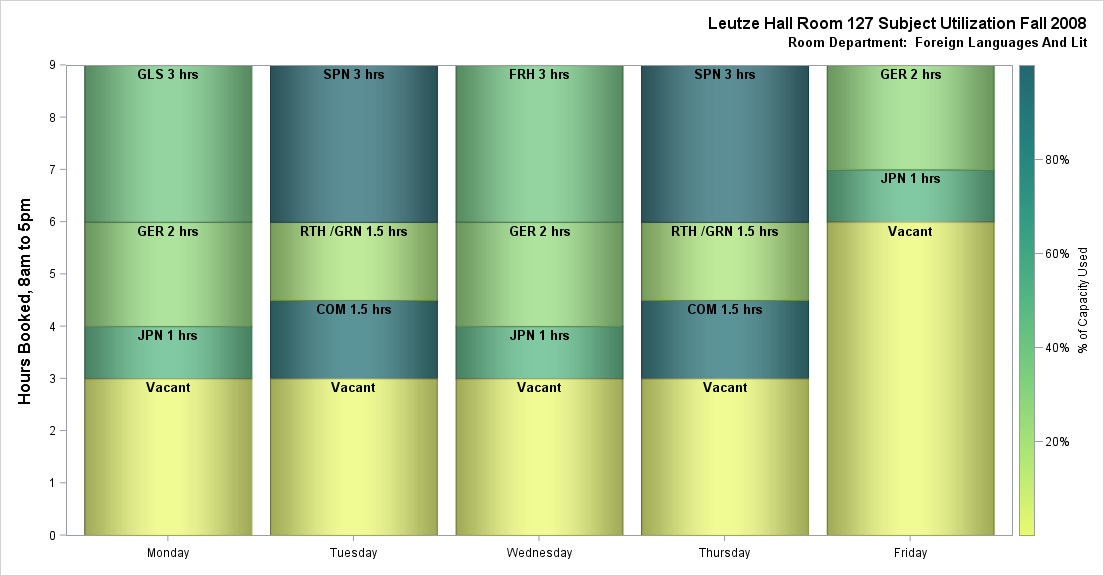 Leutze Hall Room 127 Subject Utilization Fall 2008
Room Department:  Foreign Languages And Lit
Hours Booked, 8am to 5pm
9
8
7
6
5
4
3
2
1
0
GLS 3 hrs
GER 2 hrs
JPN 1 hrs
Vacant
SPN 3 hrs
RTH /GRN 1.5 hrs
COM 1.5 hrs
Vacant
FRH 3 hrs
GER 2 hrs
JPN 1 hrs
Vacant
SPN 3 hrs
RTH /GRN 1.5 hrs
COM 1.5 hrs
Vacant
GER 2 hrs
JPN 1 hrs
Vacant
Monday
Tuesday
Wednesday
Thursday
Friday
80%
60%
40%
20%
% of Capacity Used